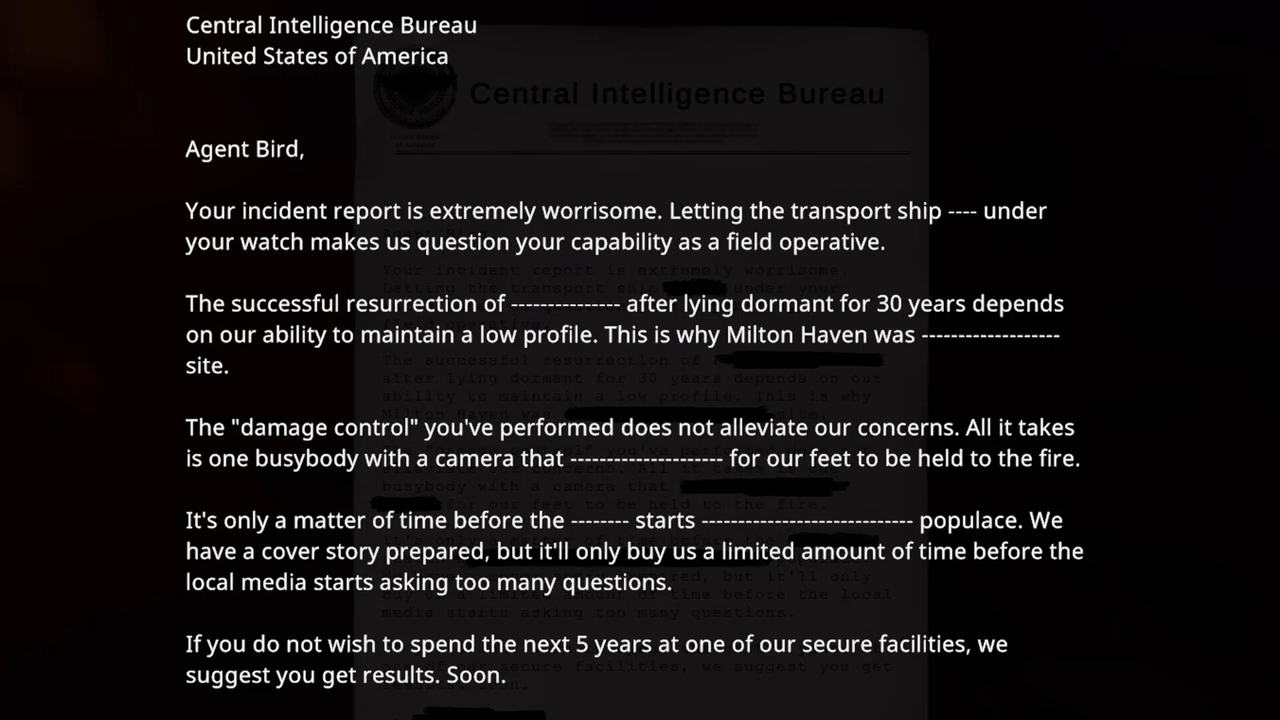 Central Intelligence Bureau
United States of America
Central Intelligence Bureau
Agent Bird,
Your incident report is extremely worrisome. Letting the transport ship ---- under
your watch makes us question your capability as a field operative.
The successful resurrection of --------------- after lying dormant for 30 years depends
on our ability to maintain a low profile. This is why Milton Haven was -------------------
site.
The "damage control" you've performed does not alleviate our concerns. All it takes
is one busybody with a camera that --------------------- for our feet to be held to the fire.
It's only a matter of time before the -------- starts ----------------------------- populace. We
have a cover story prepared, but it'll only buy us a limited amount of time before the
local media starts asking too many questions.
If you do not wish to spend the next 5 years at one of our secure facilities, we
suggest you get results. Soon.